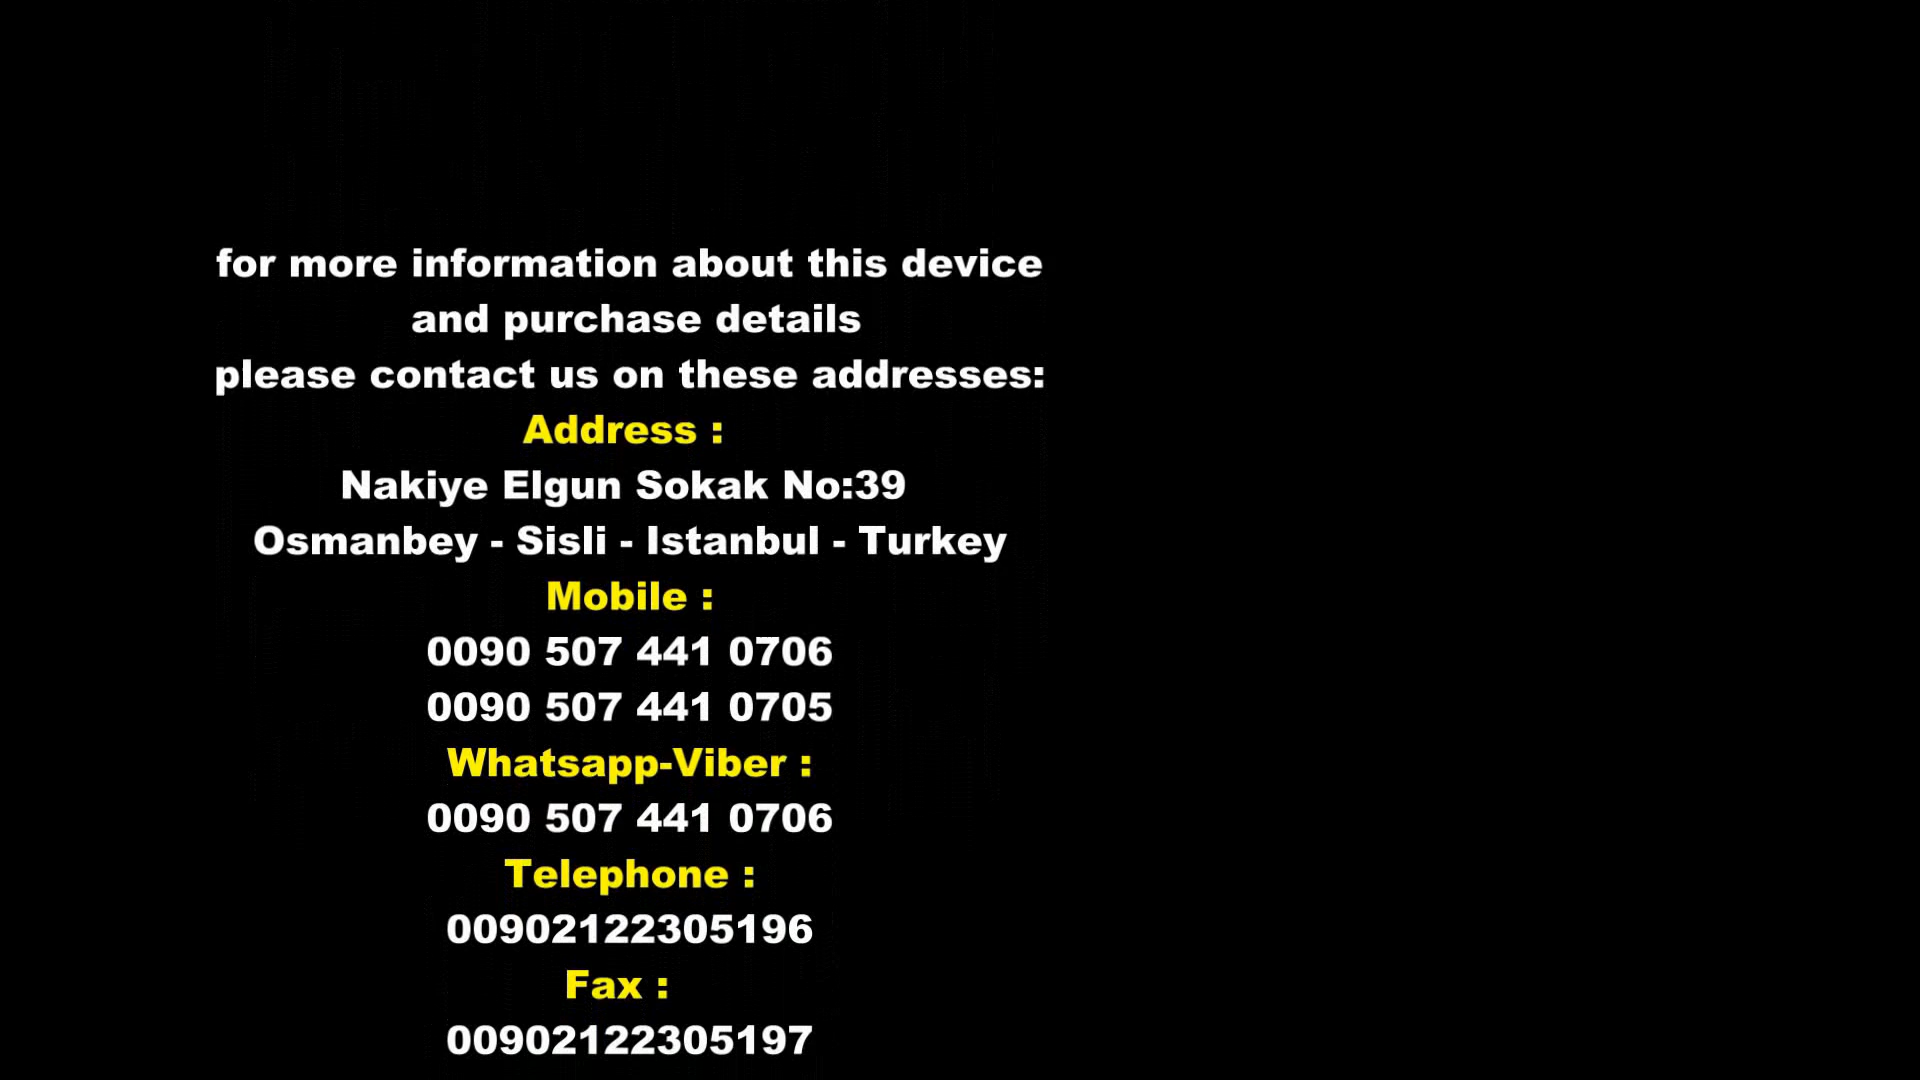 for more information about this device
and purchase details
please contact us on these addresses:
Address :
Nakiye Elgun Sokak No:39
Osmanbey - Sisli - Istanbul - Turkey
Mobile :
0090 507 441 0706
0090 507 441 0705
Whatsapp-Viber :
0090 507 441 0706
Telephone :
00902122305196
Fax :
00902122305197